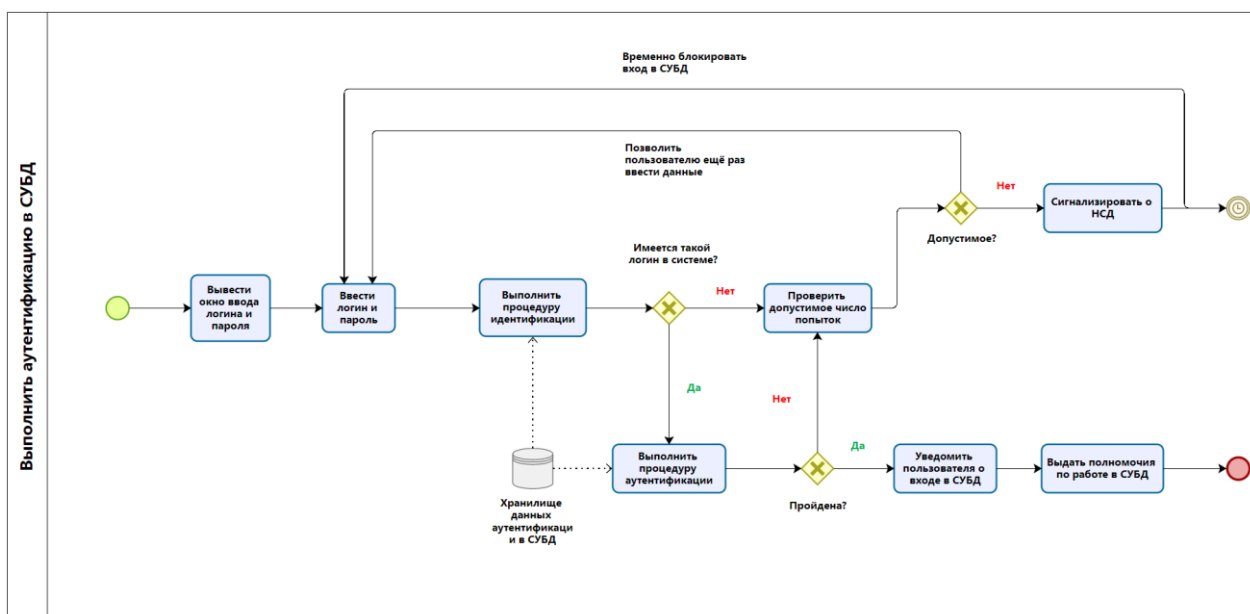 Выполнить аутентификацию в СУБД
Временно блокировать
вход в СУБД
Позволить
пользователю ещё раз
ввести данные
Нет
Сигнализировать о
НСД
Допустимое?
Имеется такой
логин в системе?
Вывести
окно ввода
логина и
пароля
Ввести
логин и
пароль
Выполнить
процедуру
идентификации
Нет
Проверить
допустимое число
попыток
Да
Нет
Выполнить
процедуру
аутентификации
Да
Уведомить
пользователя о
входе в СУБД
Выдать полномочия
по работе в СУБД
Хранилище
данных
аутентификаци
и в СУБД
Пройдена?